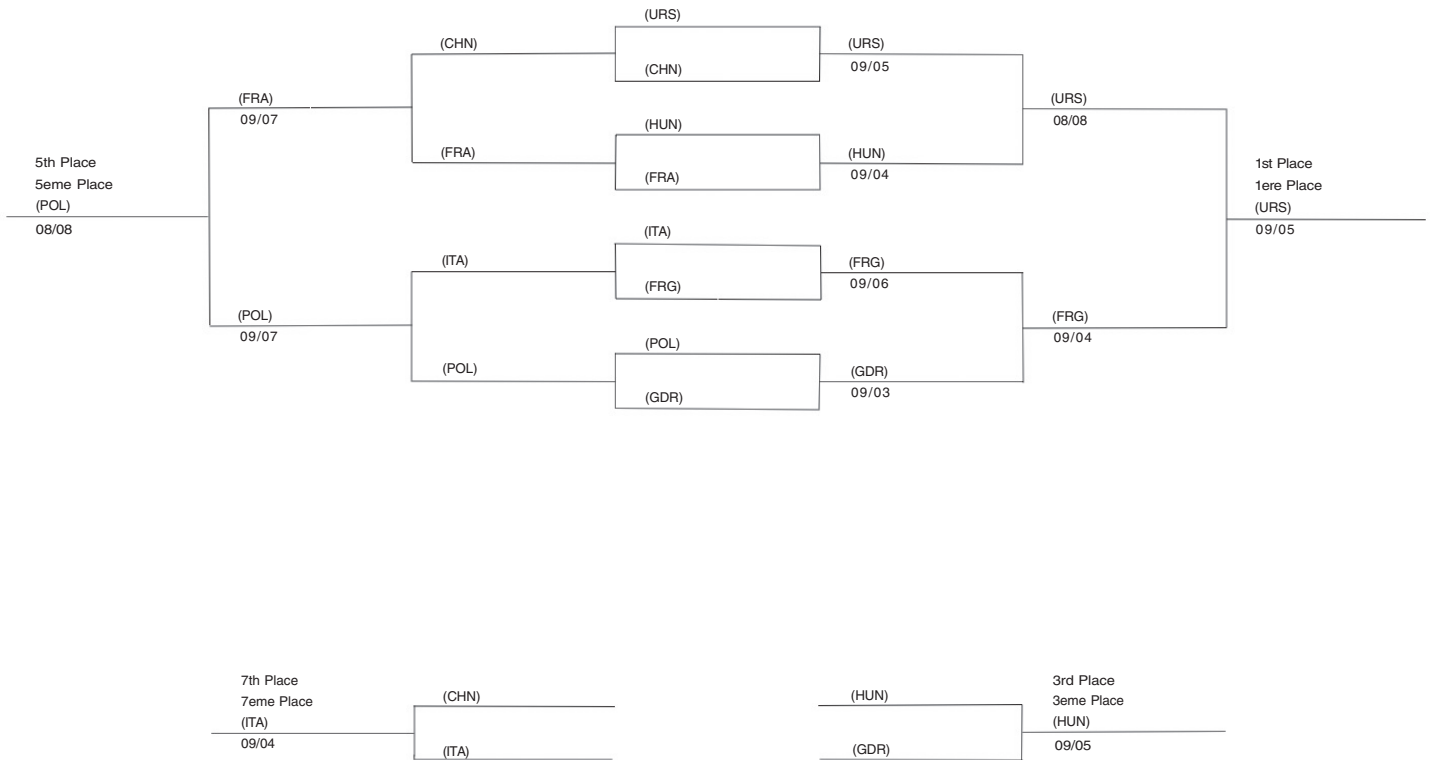 (URS)
(CHN)
(URS)
09/05
(CHN)
(FRA)
09/07
(URS)
08/08
(HUN)
(FRA)
(HUN)
09/04
(FRA)
5th Place
5eme Place
(POL)
08/08
1st Place
1ere Place
(URS)
09/05
(ITA)
(ITA)
(FRG)
09/06
(FRG)
(POL)
09/07
(FRG)
09/04
(POL)
(POL)
(GDR)
09/03
(GDR)
7th Place
7eme Place
(ITA)
09/04
(CHN)
(ITA)
(HUN)
(GDR)
3rd Place
3eme Place
(HUN)
09/05